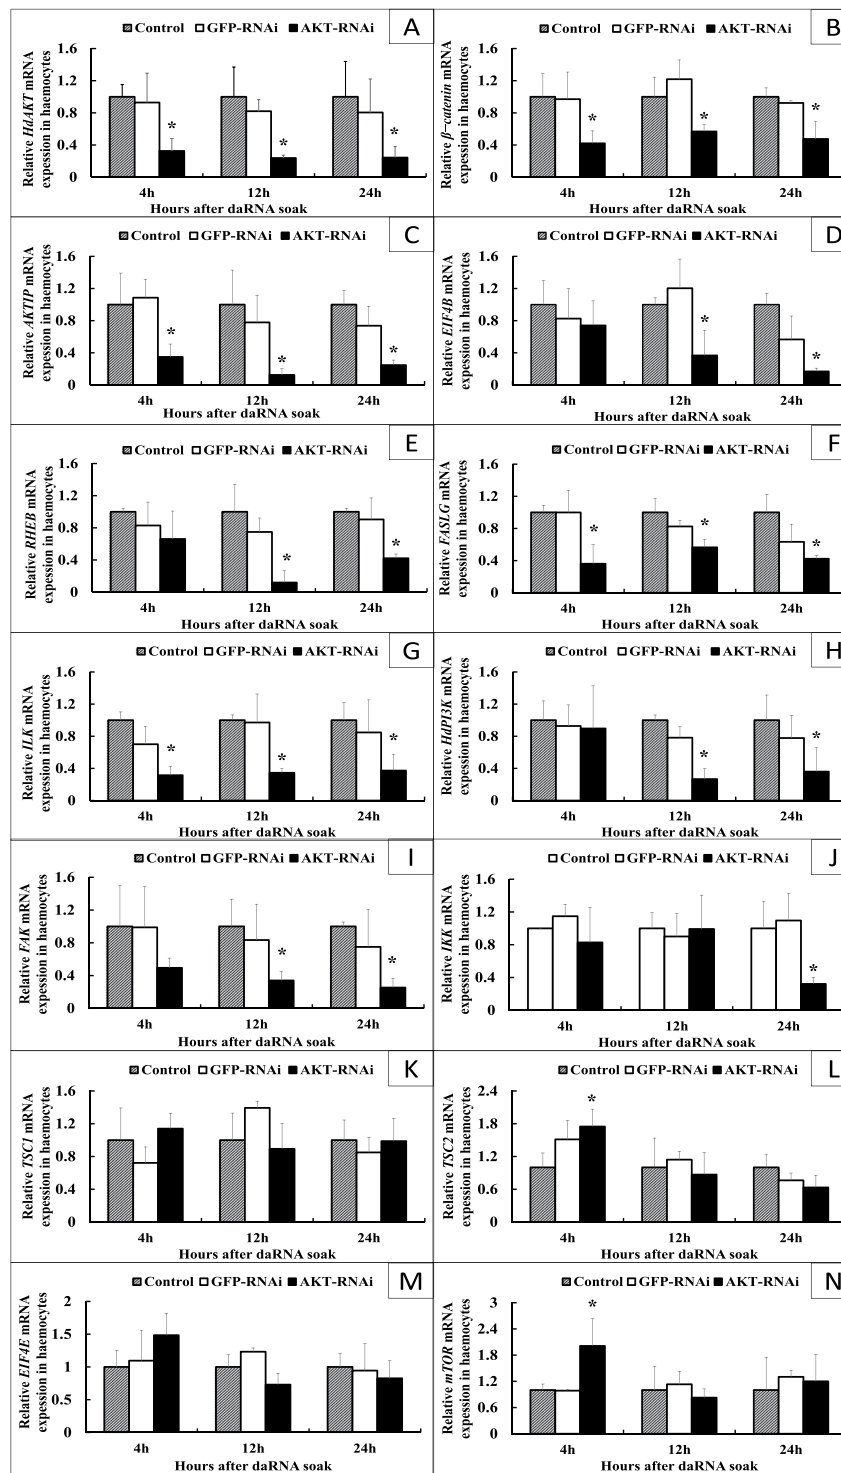 Control GFP-RNAi AKT-RNAi A
Relative HdAKT mRNA
expession in haemocytes
1.6
1.2
0.8
0.4
0
* * *
4h 12h 24h
Hours after daRNA soak
Control GFP-RNAi AKT-RNAi B
Relative β−catenin mRNA
expession in haemocytes
1.6
1.2
0.8
0.4
0
* * *
4h 12h 24h
Hours after daRNA soak
Control GFP-RNAi AKT-RNAi C
Relative AKTIP mRNA
expession in haemocytes
1.6
1.2
0.8
0.4
0
* * *
4h 12h 24h
Hours after daRNA soak
Control GFP-RNAi AKT-RNAi D
Relative EIF4B mRNA
expession in haemocytes
1.6
1.2
0.8
0.4
0
* *
4h 12h 24h
Hours after daRNA soak
Control GFP-RNAi AKT-RNAi E
Relative RHEB mRNA
expession in haemocytes
1.6
1.2
0.8
0.4
0
* *
4h 12h 24h
Hours after daRNA soak
Control GFP-RNAi AKT-RNAi F
Relative FASLG mRNA
expession in haemocytes
1.6
1.2
0.8
0.4
0
* * *
4h 12h 24h
Hours after daRNA soak
Control GFP-RNAi AKT-RNAi G
Relative ILK mRNA
expession in haemocytes
1.6
1.2
0.8
0.4
0
* * *
4h 12h 24h
Hours after daRNA soak
Control GFP-RNAi AKT-RNAi H
Relative HdPI3K mRNA
expession in haemocytes
1.6
1.2
0.8
0.4
0
* *
4h 12h 24h
Hours after daRNA soak
Control GFP-RNAi AKT-RNAi I
Relative FAK mRNA
expession in haemocytes
1.6
1.2
0.8
0.4
0
* *
4h 12h 24h
Hours after daRNA soak
Control GFP-RNAi AKT-RNAi J
Relative IKK mRNA
expession in haemocytes
1.6
1.2
0.8
0.4
0
*
4h 12h 24h
Hours after daRNA soak
Control GFP-RNAi AKT-RNAi K
Relative TSC1 mRNA
expession in haemocytes
1.6
1.2
0.8
0.4
0
4h 12h 24h
Hours after daRNA soak
Control GFP-RNAi AKT-RNAi L
Relative TSC2 mRNA
expession in haemocytes
2.4
1.8
1.2
0.6
0
*
4h 12h 24h
Hours after daRNA soak
Control GFP-RNAi AKT-RNAi M
Relative EIF4E mRNA
expession in haemocytes
2
1.5
1
0.5
0
4h 12h 24h
Hours after daRNA soak
Control GFP-RNAi AKT-RNAi N
Relative mTOR mRNA
expession in haemocytes
3
2.4
1.8
1.2
0.6
0
*
4h 12h 24h
Hours after daRNA soak